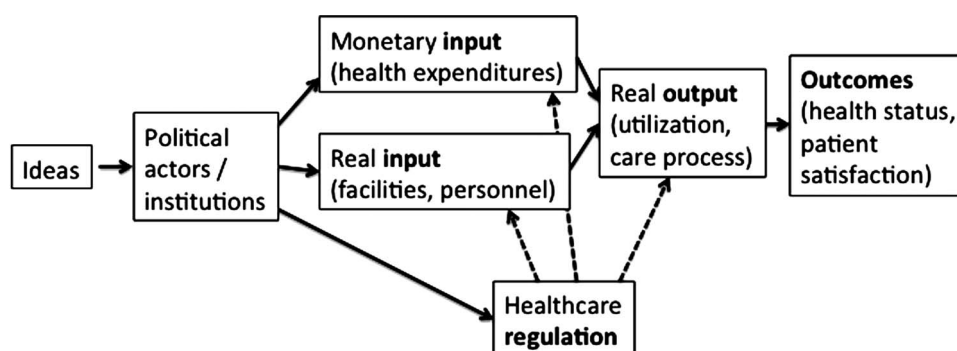 Ideas
Political
actors /
institutions
Monetary input
(health expenditures)
Real input
(facilities, personnel)
Healthcare
regulation
Real output
(utilization,
care process)
Outcomes
(health status,
patient
satisfaction)